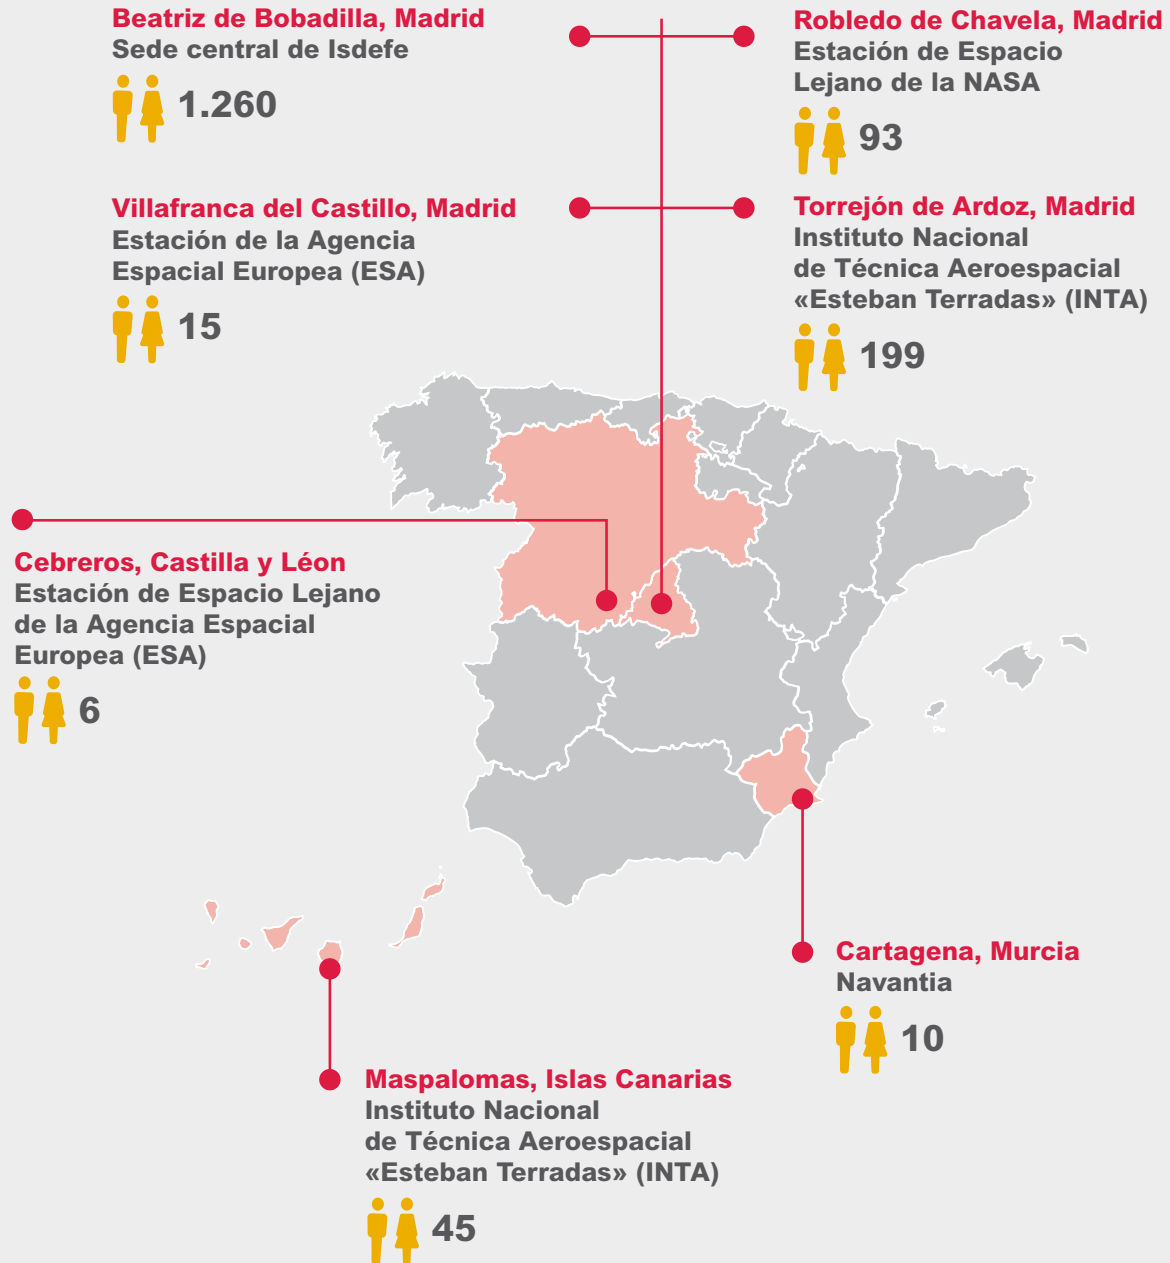 Beatriz de Bobadilla, Madrid
Sede central de Isdefe
1.260
Robledo de Chavela, Madrid
Estación de Espacio
Lejano de la NASA
93
Villafranca del Castillo, Madrid
Estación de la Agencia
Espacial Europea (ESA)
15
Torrejón de Ardoz, Madrid
Instituto Nacional
de Técnica Aeroespacial
«Esteban Terradas» (INTA)
199
Cebreros, Castilla y Léon
Estación de Espacio Lejano
de la Agencia Espacial
Europea (ESA)
6
Cartagena, Murcia
Navantia
10
Maspalomas, Islas Canarias
Instituto Nacional
de Técnica Aeroespacial
«Esteban Terradas» (INTA)
45